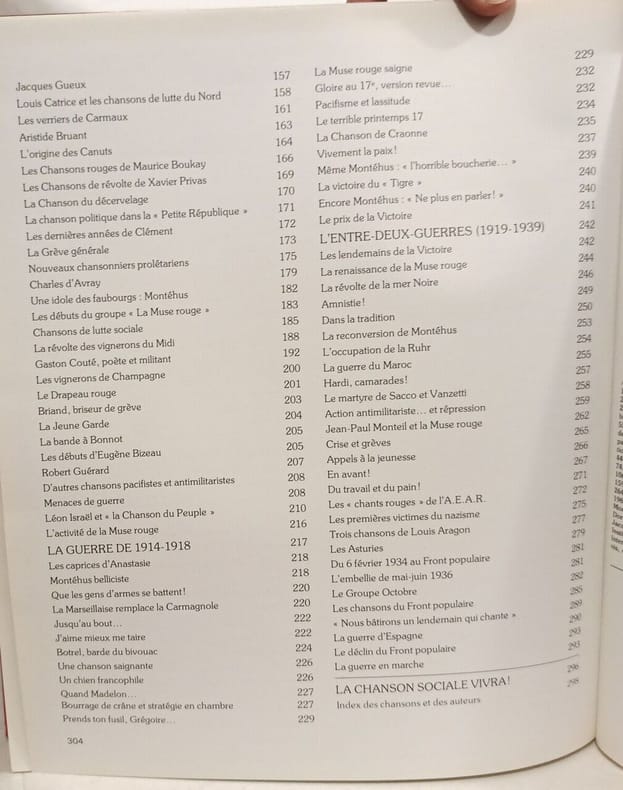 Jacques Gueux 157
Louis Catrice et les chansons de lutte du Nord 158
Les verriers de Carmaux 161
Aristide Bruant 163
L'origine des Canuts 164
Les Chansons rouges de Maurice Boukay 166
Les Chansons de révolte de Xavier Privas 169
La Chanson du décervelage 170
La chanson politique dans la « Petite République » 171
Les dernières années de Clément 172
La Grève générale 173
Nouveaux chansonniers prolétariens 175
Charles d'Avray 179
Une idole des faubourgs : Montéhus 182
Les débuts du groupe « La Muse rouge » 183
Chansons de lutte sociale 185
La révolte des vignerons du Midi 188
Gaston Couté, poète et militant 192
Les vignerons de Champagne 200
Le Drapeau rouge 201
Briand, briseur de grève 203
La Jeune Garde 204
La bande à Bonnot 205
Les débuts d'Eugène Bizeau 205
Robert Guérard 207
D'autres chansons pacifistes et antimilitaristes 208
Menaces de guerre 208
Léon Israël et « la Chanson du Peuple » 210
L'activité de la Muse rouge 216
LA GUERRE DE 1914-1918 217
Les caprices d'Anastasie 218
Montéhus belliciste 218
Que les gens d'armes se battent ! 220
La Marseillaise remplace la Carmagnole 220
Jusqu'au bout... 222
J'aime mieux me taire 222
Botrel, barde du bivouac 224
Une chanson saignante 226
Un chien francophile 226
Quand Madelon... 227
Bourrage de crâne et stratégie en chambre 227
Prends ton fusil, Grégoire... 229
304
La Muse rouge saigne 229
Gloire au 17e, version revue... 232
Pacifisme et lassitude 232
Le terrible printemps 17 234
La Chanson de Craonne 235
Vivement la paix ! 237
Même Montéhus : « l'horrible boucherie... » 239
La victoire du « Tigre » 240
Encore Montéhus : « Ne plus en parler ! » 240
Le prix de la Victoire 241
L'ENTRE-DEUX-GUERRES (1919-1939) 242
Les lendemains de la Victoire 242
La renaissance de la Muse rouge 244
La révolte de la mer Noire 246
Amnistie ! 249
Dans la tradition 250
La reconversion de Montéhus 253
L'occupation de la Ruhr 254
La guerre du Maroc 255
Hardi, camarades ! 257
Le martyre de Sacco et Vanzetti 258
Action antimilitariste... et répression 259
Jean-Paul Monteil et la Muse rouge 262
Crise et grèves 265
Appels à la jeunesse 266
En avant ! 267
Du travail et du pain ! 271
Les « chants rouges » de l'A.E.A.R. 272
Les premières victimes du nazisme 275
Trois chansons de Louis Aragon 277
Les Asturies 279
Du 6 février 1934 au Front populaire 281
L'embellie de mai-juin 1936 281
Le Groupe Octobre 282
Les chansons du Front populaire 285
« Nous bâtirons un lendemain qui chante » 289
La guerre d'Espagne 290
Le déclin du Front populaire 293
La guerre en marche 293
LA CHANSON SOCIALE VIVRA ! 296
Index des chansons et des auteurs 298